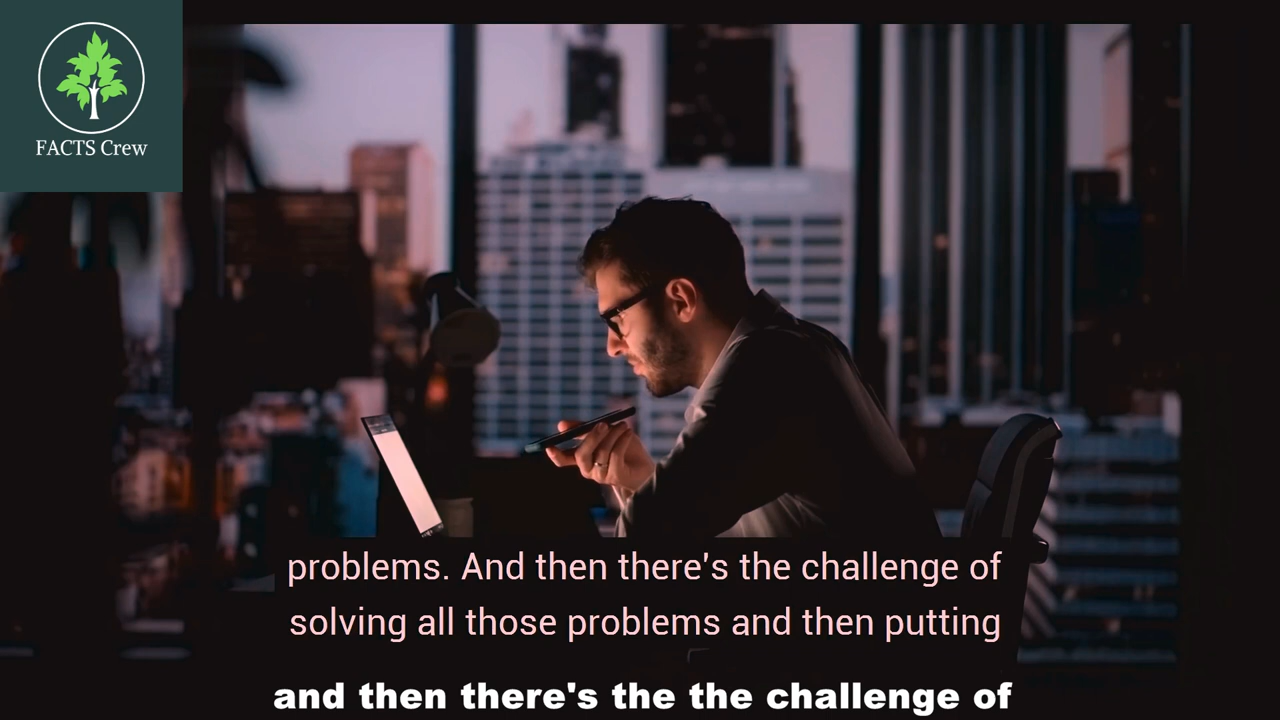 FACTS Crew
problems. And then there's the challenge of
solving all those problems and then putting
and then there's the the challenge of